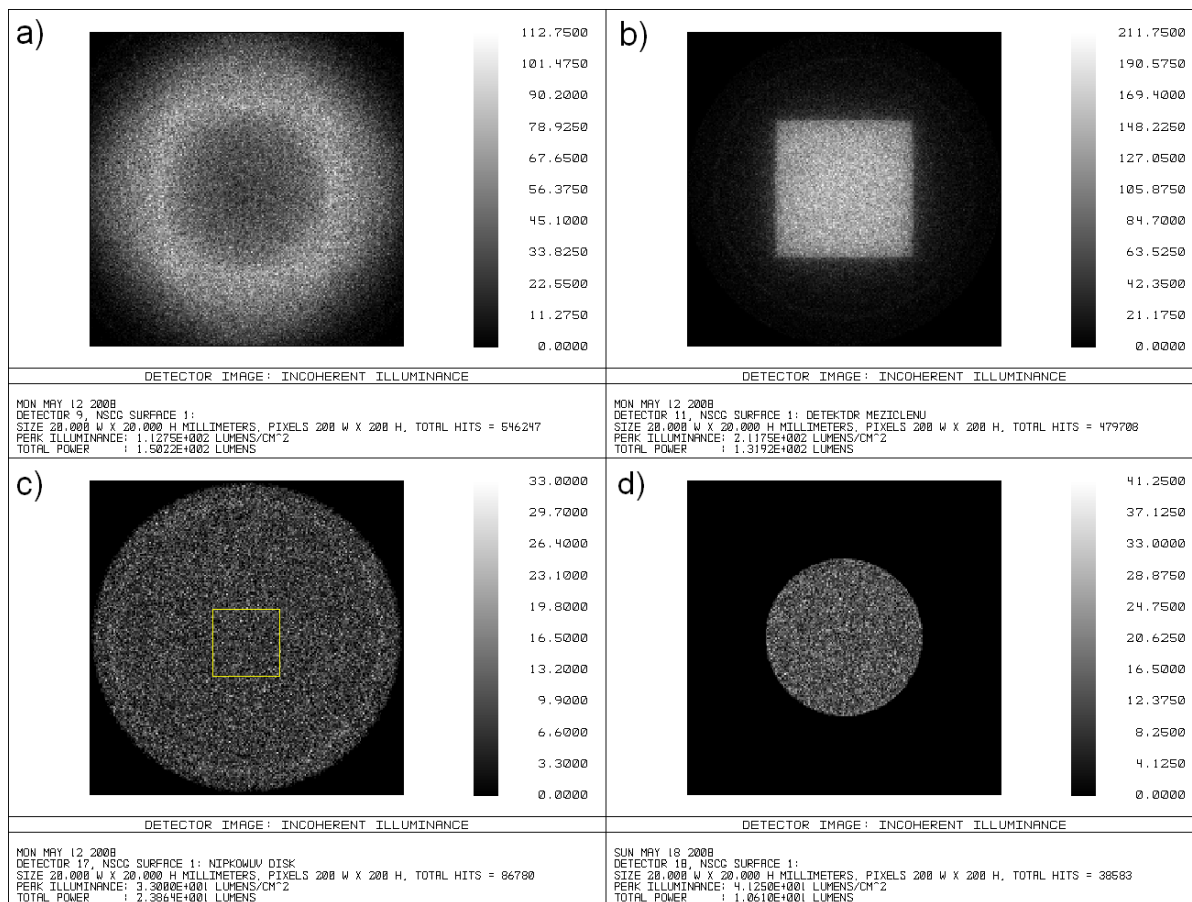 a)
112.7500
101.4750
90.2000
78.9250
67.6500
56.3750
45.1000
33.8250
22.5500
11.2750
0.0000
DETECTOR IMAGE: INCOHERENT ILLUMINANCE
MON MAY 12 2008
DETECTOR 9, NSCG SURFACE 1:
SIZE 20.000 W X 20.000 H MILLIMETERS, PIXELS 200 W X 200 H, TOTAL HITS = 546247
PEAK ILLUMINANCE: 1.1275E+002 LUMENS/CM^2
TOTAL POWER : 1.5022E+002 LUMENS
b)
211.7500
190.5750
169.4000
148.2250
127.0500
105.8750
84.7000
63.5250
42.3500
21.1750
0.0000
DETECTOR IMAGE: INCOHERENT ILLUMINANCE
MON MAY 12 2008
DETECTOR 11, NSCG SURFACE 1: DETEKTOR MEZICLENU
SIZE 20.000 W X 20.000 H MILLIMETERS, PIXELS 200 W X 200 H, TOTAL HITS = 479708
PEAK ILLUMINANCE: 2.1175E+002 LUMENS/CM^2
TOTAL POWER : 1.3192E+002 LUMENS
c)
33.0000
29.7000
26.4000
23.1000
19.8000
16.5000
13.2000
9.9000
6.6000
3.3000
0.0000
DETECTOR IMAGE: INCOHERENT ILLUMINANCE
MON MAY 12 2008
DETECTOR 17, NSCG SURFACE 1: NIPKOWUV DISK
SIZE 20.000 W X 20.000 H MILLIMETERS, PIXELS 200 W X 200 H, TOTAL HITS = 86780
PEAK ILLUMINANCE: 3.3000E+001 LUMENS/CM^2
TOTAL POWER : 2.3864E+001 LUMENS
d)
41.2500
37.1250
33.0000
28.8750
24.7500
20.6250
16.5000
12.3750
8.2500
4.1250
0.0000
DETECTOR IMAGE: INCOHERENT ILLUMINANCE
SUN MAY 18 2008
DETECTOR 18, NSCG SURFACE 1:
SIZE 20.000 W X 20.000 H MILLIMETERS, PIXELS 200 W X 200 H, TOTAL HITS = 38583
PEAK ILLUMINANCE: 4.1250E+001 LUMENS/CM^2
TOTAL POWER : 1.0610E+001 LUMENS